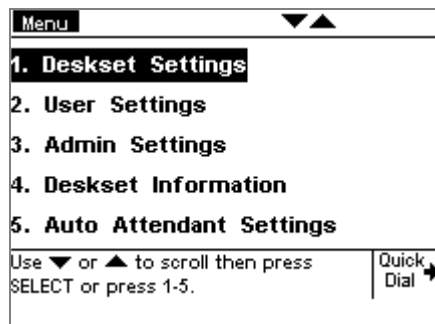 Menu ▼▲
1. Deskset Settings
2. User Settings
3. Admin Settings
4. Deskset Information
5. Auto Attendant Settings
Use ▼ or ▲ to scroll then press
SELECT or press 1-5.
Quick
Dial